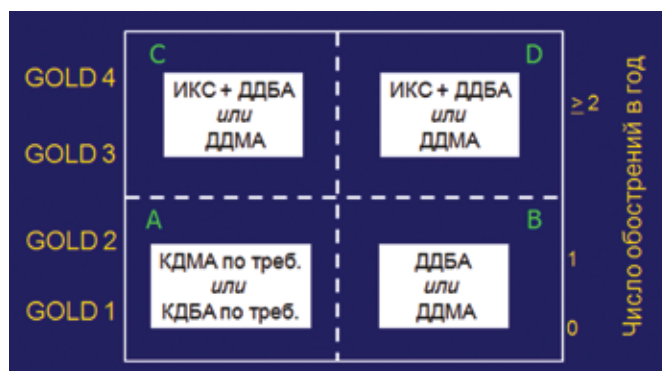 GOLD 4
GOLD 3
GOLD 2
GOLD 1
C
ИКС + ДДБА
или
ДДМА
D
ИКС + ДДБА
или
ДДМА
A
КДМА по треб.
или
КДБА по треб.
B
ДДБА
или
ДДМА
≥ 2
1
0
Число обострений в год